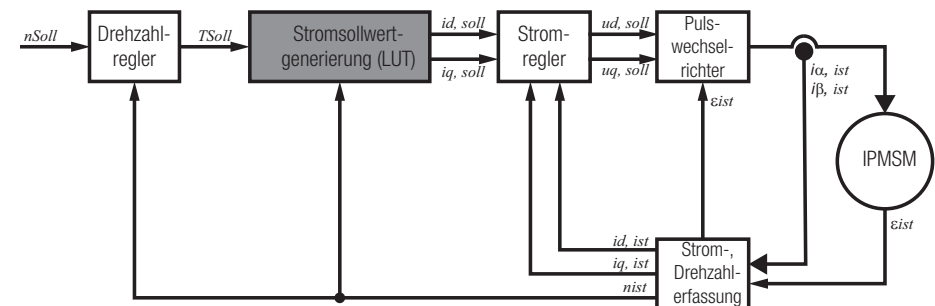 nSoll
Drehzahl-
regler
TSoll
Stromsollwert-
generierung (LUT)
id, soll
iq, soll
Strom-
regler
ud, soll
uq, soll
Puls-
wechsel-
richter
iα, ist
iβ, ist
εist
IPMSM
εist
id, ist
iq, ist
nist
Strom-,
Drehzahl-
erfassung